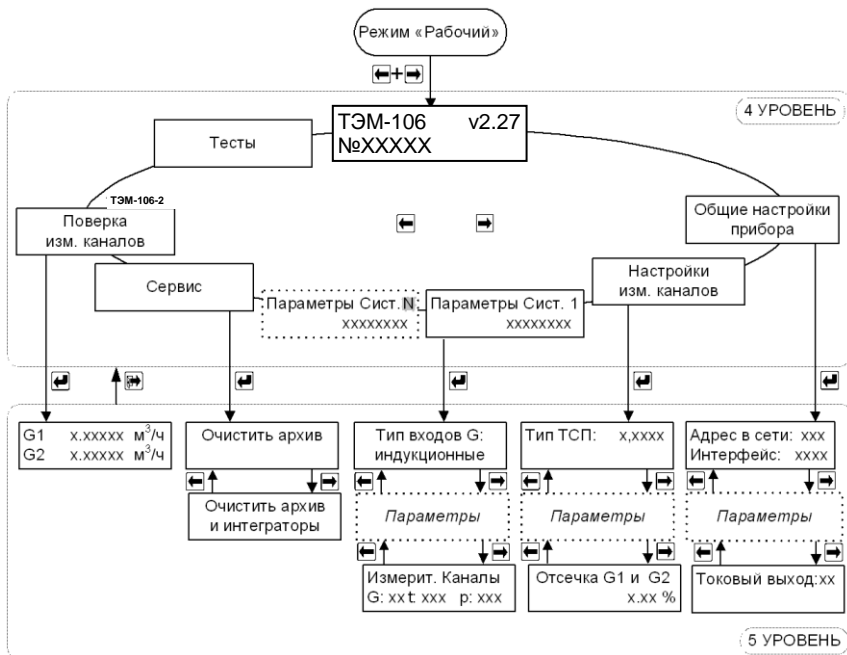 Режим «Рабочий»
+
4 УРОВЕНЬ
ТЭМ-106 v2.27
№XXXXX
Тесты
ТЭМ-106-2
Поверка
изм. каналов
Общие настройки
прибора
Сервис
Настройки
изм. каналов
Параметры Сист.N
xxxxxxxx
Параметры Сист. 1
xxxxxxxx
G1 x.xxxxx м³/ч
G2 x.xxxxx м³/ч
Очистить архив
Тип входов G:
индукционные
Тип ТСП: x,xxxx
Адрес в сети: xxx
Интерфейс: xxxx
Очистить архив
и интеграторы
Параметры
Параметры
Параметры
Измерит. Каналы
G: xx t xxx p: xxx
Отсечка G1 и G2
x.xx %
Токовый выход:xx
5 УРОВЕНЬ